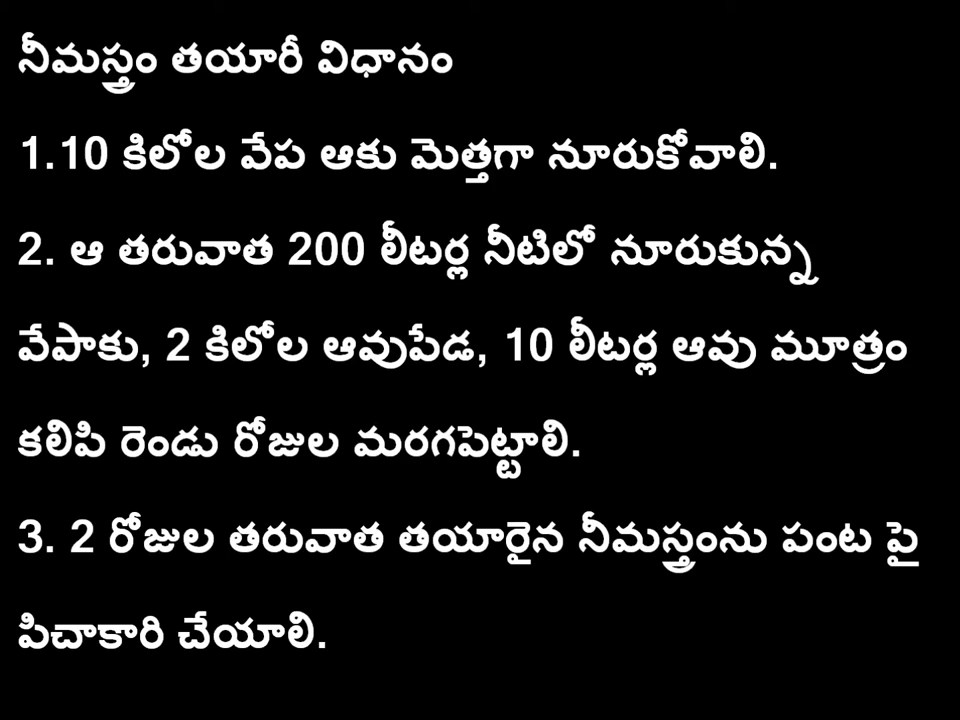 నీమస్త్రం తయారీ విధానం
1.10 కిలోల వేప ఆకు మెత్తగా నూరుకోవాలి.
2. ఆ తరువాత 200 లీటర్ల నీటిలో నూరుకున్న
వేపాకు, 2 కిలోల ఆవుపేడ, 10 లీటర్ల ఆవు మూత్రం
కలిపి రెండు రోజుల మరగపెట్టాలి.
3. 2 రోజుల తరువాత తయారైన నీమస్త్రంను పంట పై
పిచాకారి చేయాలి.